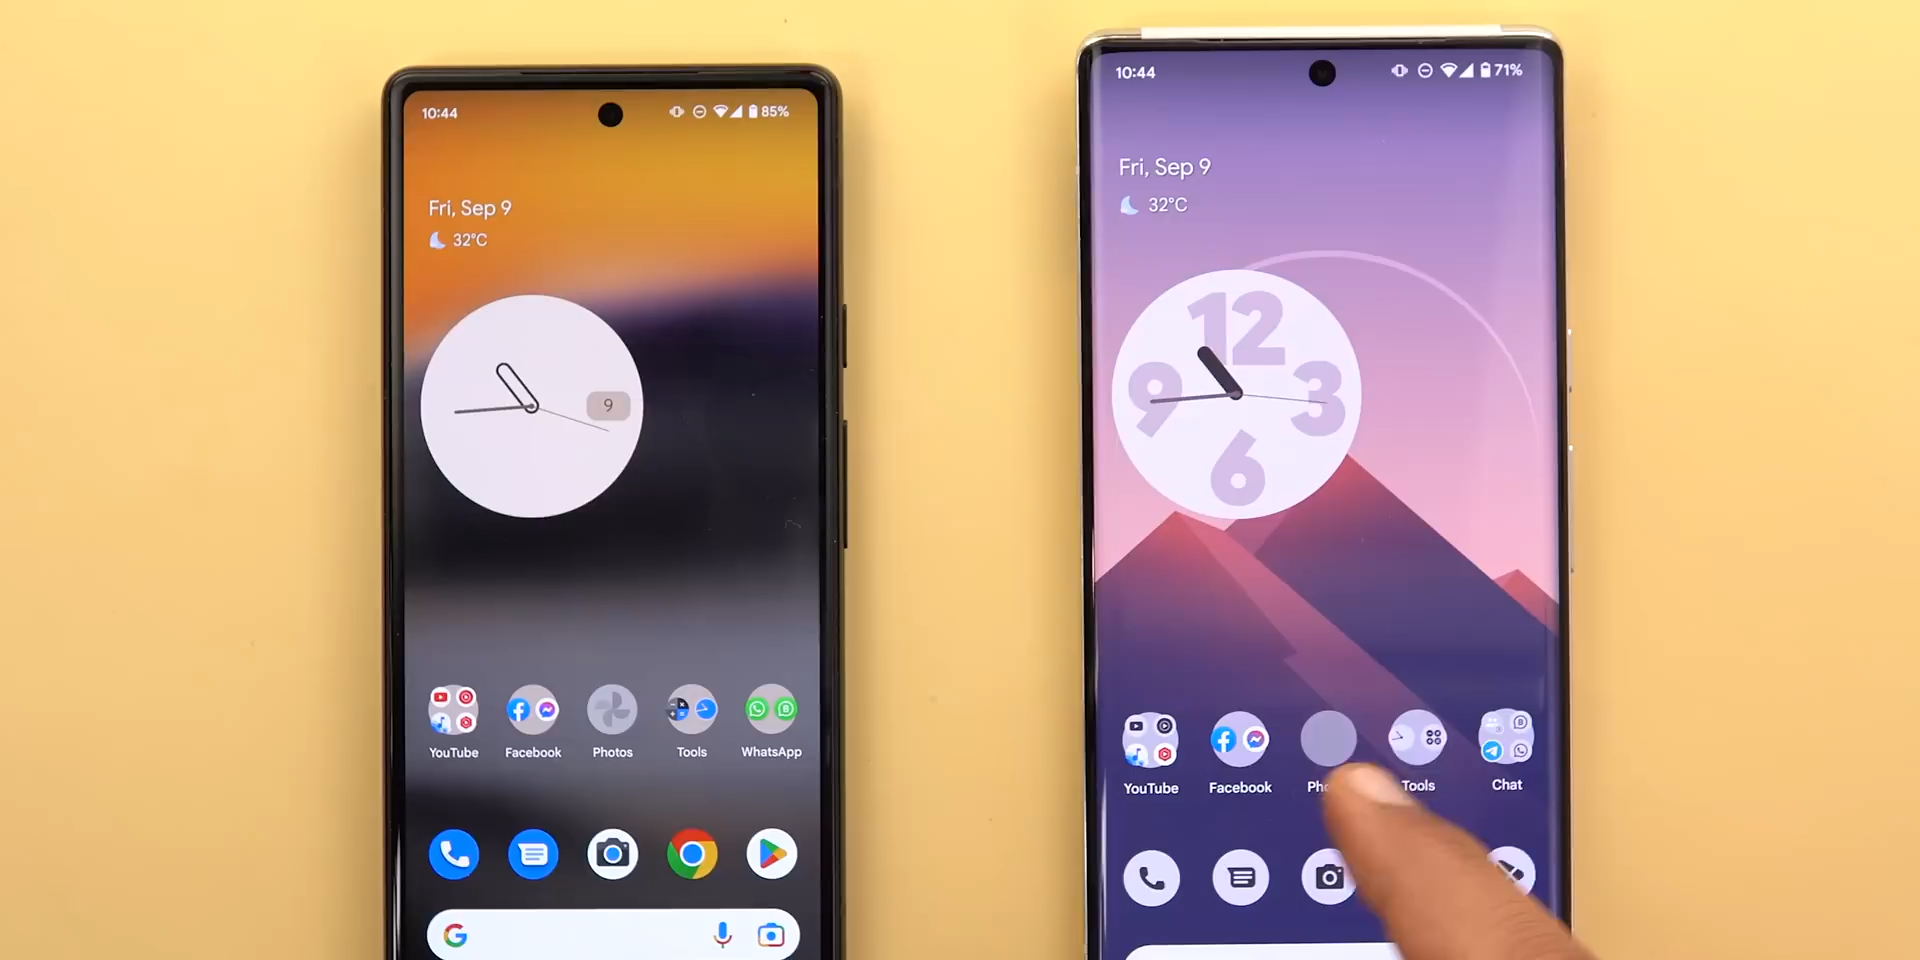 10:44
85%
Fri, Sep 9
32°C
9
YouTube
Facebook
Photos
Tools
WhatsApp
G
10:44
71%
Fri, Sep 9
32°C
12
9
3
6
YouTube
Facebook
Tools
Chat